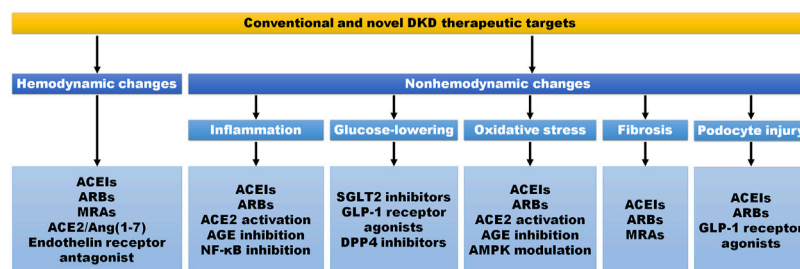 Conventional and novel DKD therapeutic targets
Hemodynamic changes
Nonhemodynamic changes
Inflammation
Glucose-lowering
Oxidative stress
Fibrosis
Podocyte injury
ACEIs
ARBs
MRAs
ACE2/Ang(1-7)
Endothelin receptor
antagonist
ACEIs
ARBs
ACE2 activation
AGE inhibition
NF-κB inhibition
SGLT2 inhibitors
GLP-1 receptor
agonists
DPP4 inhibitors
ACEIs
ARBs
ACE2 activation
AGE inhibition
AMPK modulation
ACEIs
ARBs
MRAs
ACEIs
ARBs
GLP-1 receptor
agonists